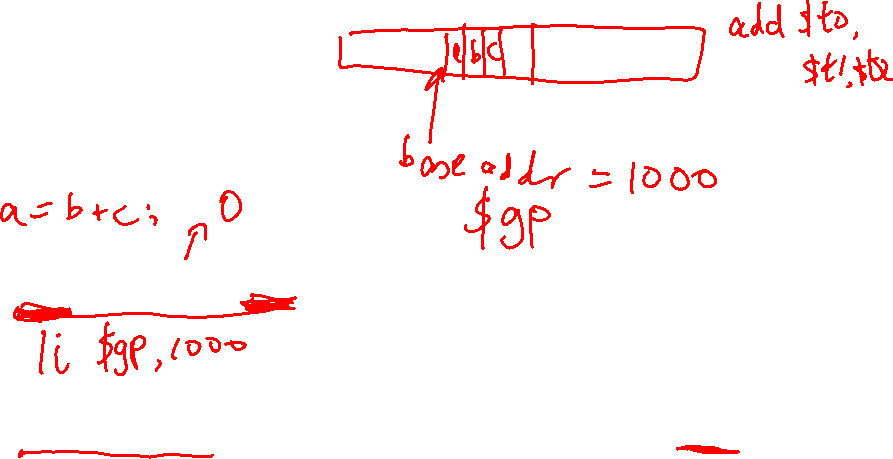 add $t0,
$t1,$t2
a b c
base addr = 1000
$gp
a = b + c ; 0
li $gp, 1000